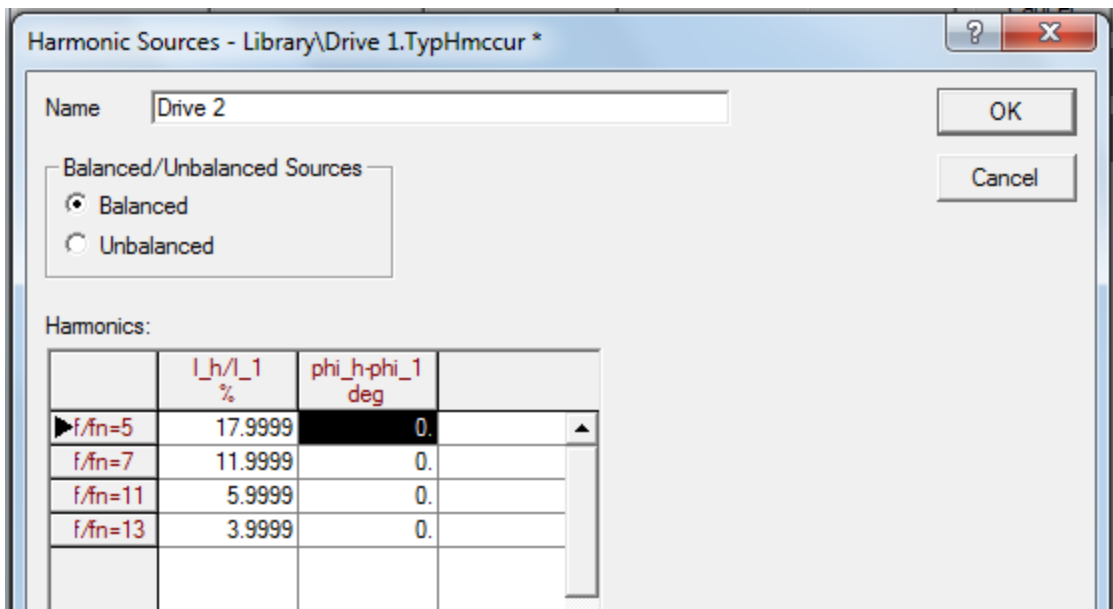 Harmonic Sources - Library\Drive 1.TypHmccur *
Name Drive 2
OK
Balanced/Unbalanced Sources
Cancel
Balanced
Unbalanced
Harmonics:
I_h/I_1 phi_h-phi_1
% deg
f/fn=5 17.9999 0.
f/fn=7 11.9999 0.
f/fn=11 5.9999 0.
f/fn=13 3.9999 0.